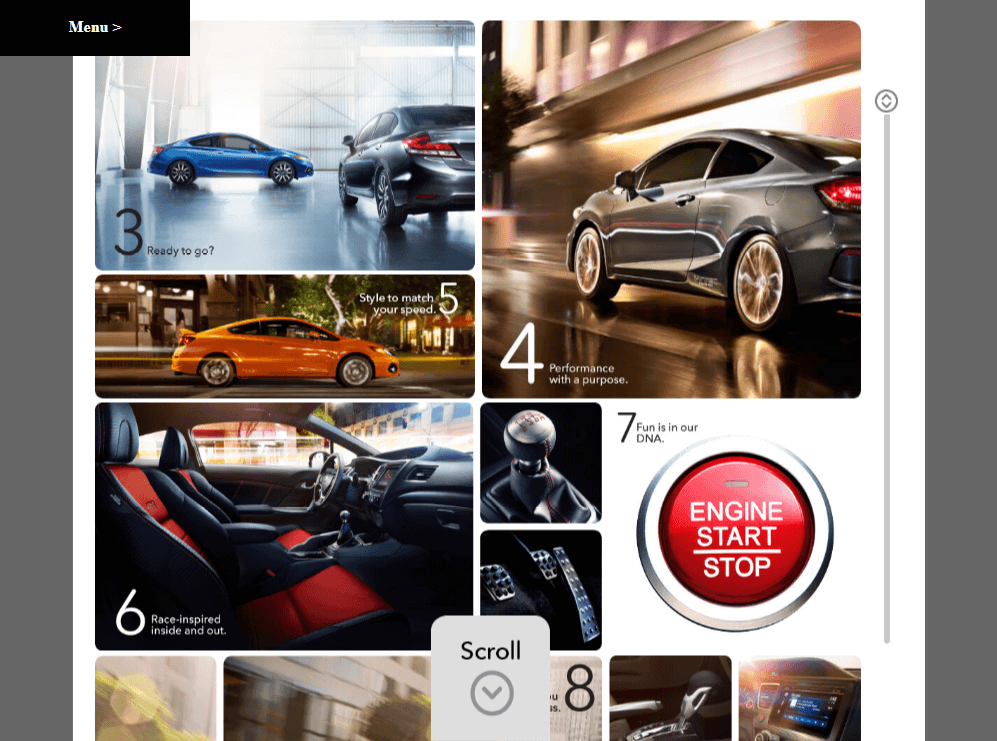 Menu >
3 Ready to go?
Style to match 5
your speed.
4 Performance
with a purpose.
6 Race-inspired
inside and out.
7 Fun is in our
DNA.
ENGINE
START
STOP
Scroll
8